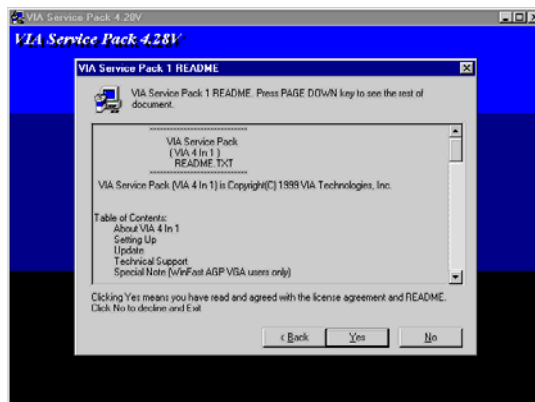 VIA Service Pack 4.28V
VIA Service Pack 4.28V
VIA Service Pack 1 README
VIA Service Pack 1 README. Press PAGE DOWN key to see the rest of
document.
==========================
VIA Service Pack
( VIA 4 In 1 )
README.TXT
==========================
VIA Service Pack (VIA 4 In 1) is Copyright(C) 1999 VIA Technologies, Inc.
Table of Contents:
About VIA 4 In 1
Setting Up
Update
Technical Support
Special Note (WinFast AGP VGA users only)
Clicking Yes means you have read and agreed with the license agreement and README.
Click No to decline and Exit
< Back
Yes
No